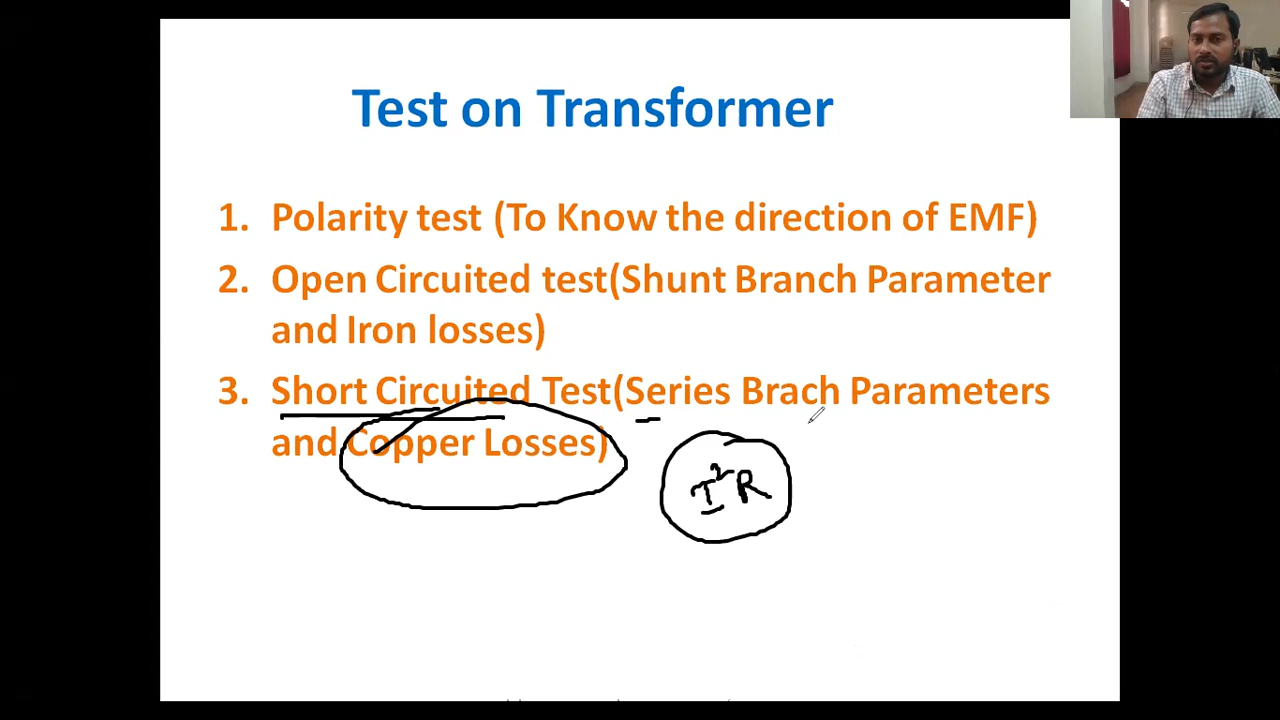 Test on Transformer
1. Polarity test (To Know the direction of EMF)
2. Open Circuited test(Shunt Branch Parameter
and Iron losses)
3. Short Circuited Test(Series Brach Parameters
and Copper Losses)
I²R